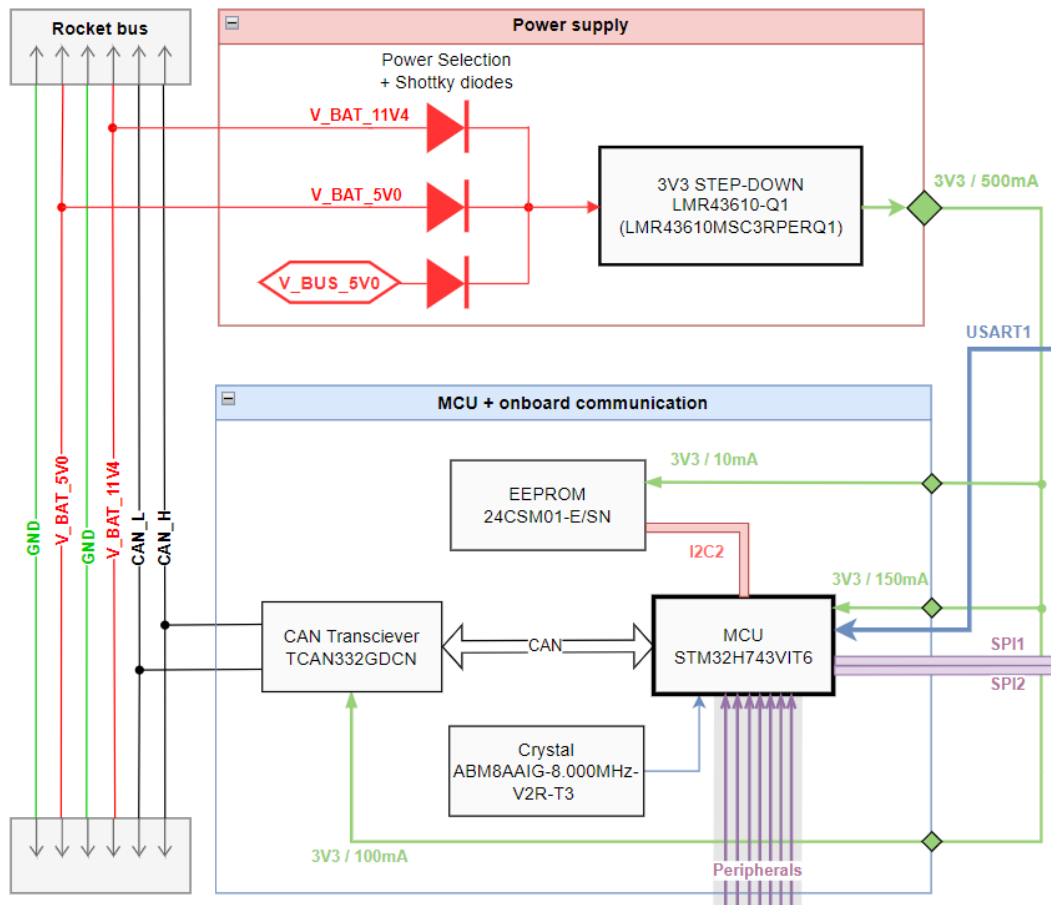 Rocket bus
Power supply
Power Selection
+ Shottky diodes
V_BAT_11V4
V_BAT_5V0
V_BUS_5V0
3V3 STEP-DOWN
LMR43610-Q1
(LMR43610MSC3RPERQ1)
3V3 / 500mA
USART1
MCU + onboard communication
GND
V_BAT_5V0
GND
V_BAT_11V4
CAN_L
CAN_H
EEPROM
24CSM01-E/SN
3V3 / 10mA
I2C2
3V3 / 150mA
CAN Transciever
TCAN332GDCN
CAN
MCU
STM32H743VIT6
SPI1
SPI2
Crystal
ABM8AAIG-8.000MHz-
V2R-T3
3V3 / 100mA
Peripherals